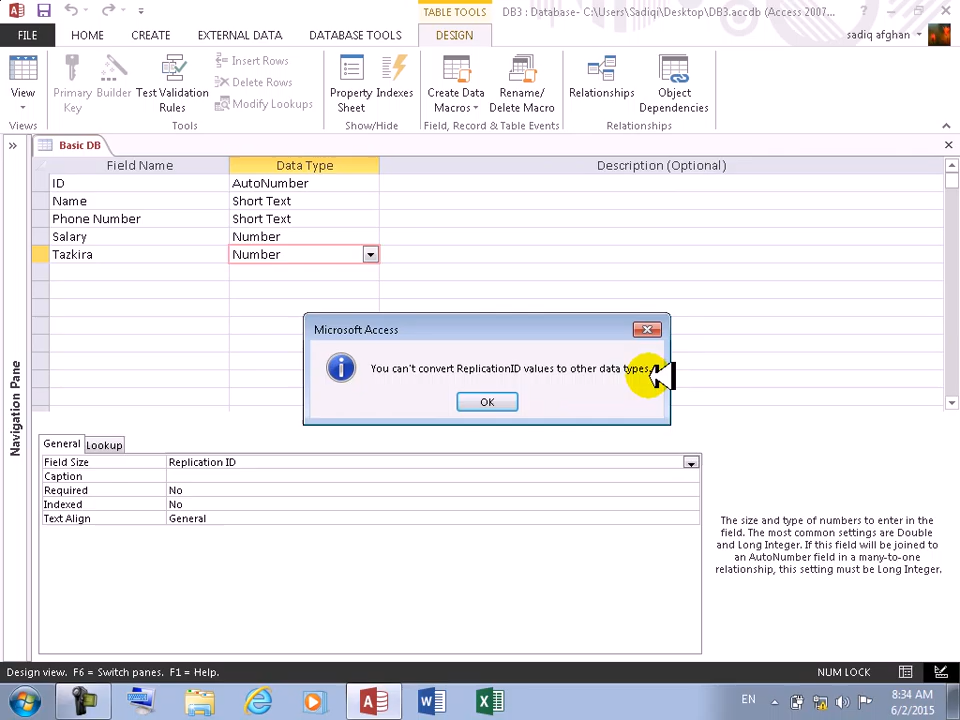 TABLE TOOLS
DB3 : Database- C:\Users\Sadiqi\Desktop\DB3.accdb (Access 2007...
FILE HOME CREATE EXTERNAL DATA DATABASE TOOLS DESIGN sadiq afghan
View
Primary Key
Builder
Test Validation Rules
Insert Rows
Delete Rows
Modify Lookups
Property Sheet
Indexes
Create Data Macros
Rename/ Delete Macro
Relationships
Object Dependencies
Views Tools Show/Hide Field, Record & Table Events Relationships
Basic DB
Field Name Data Type Description (Optional)
ID AutoNumber
Name Short Text
Phone Number Short Text
Salary Number
Tazkira Number
Navigation Pane
Microsoft Access
You can't convert ReplicationID values to other data types.
OK
General Lookup
Field Size Replication ID
Caption
Required No
Indexed No
Text Align General
The size and type of numbers to enter in the
field. The most common settings are Double
and Long Integer. If this field will be joined to
an AutoNumber field in a many-to-one
relationship, this setting must be Long Integer.
Design view. F6 = Switch panes. F1 = Help. NUM LOCK
EN
8:34 AM
6/2/2015